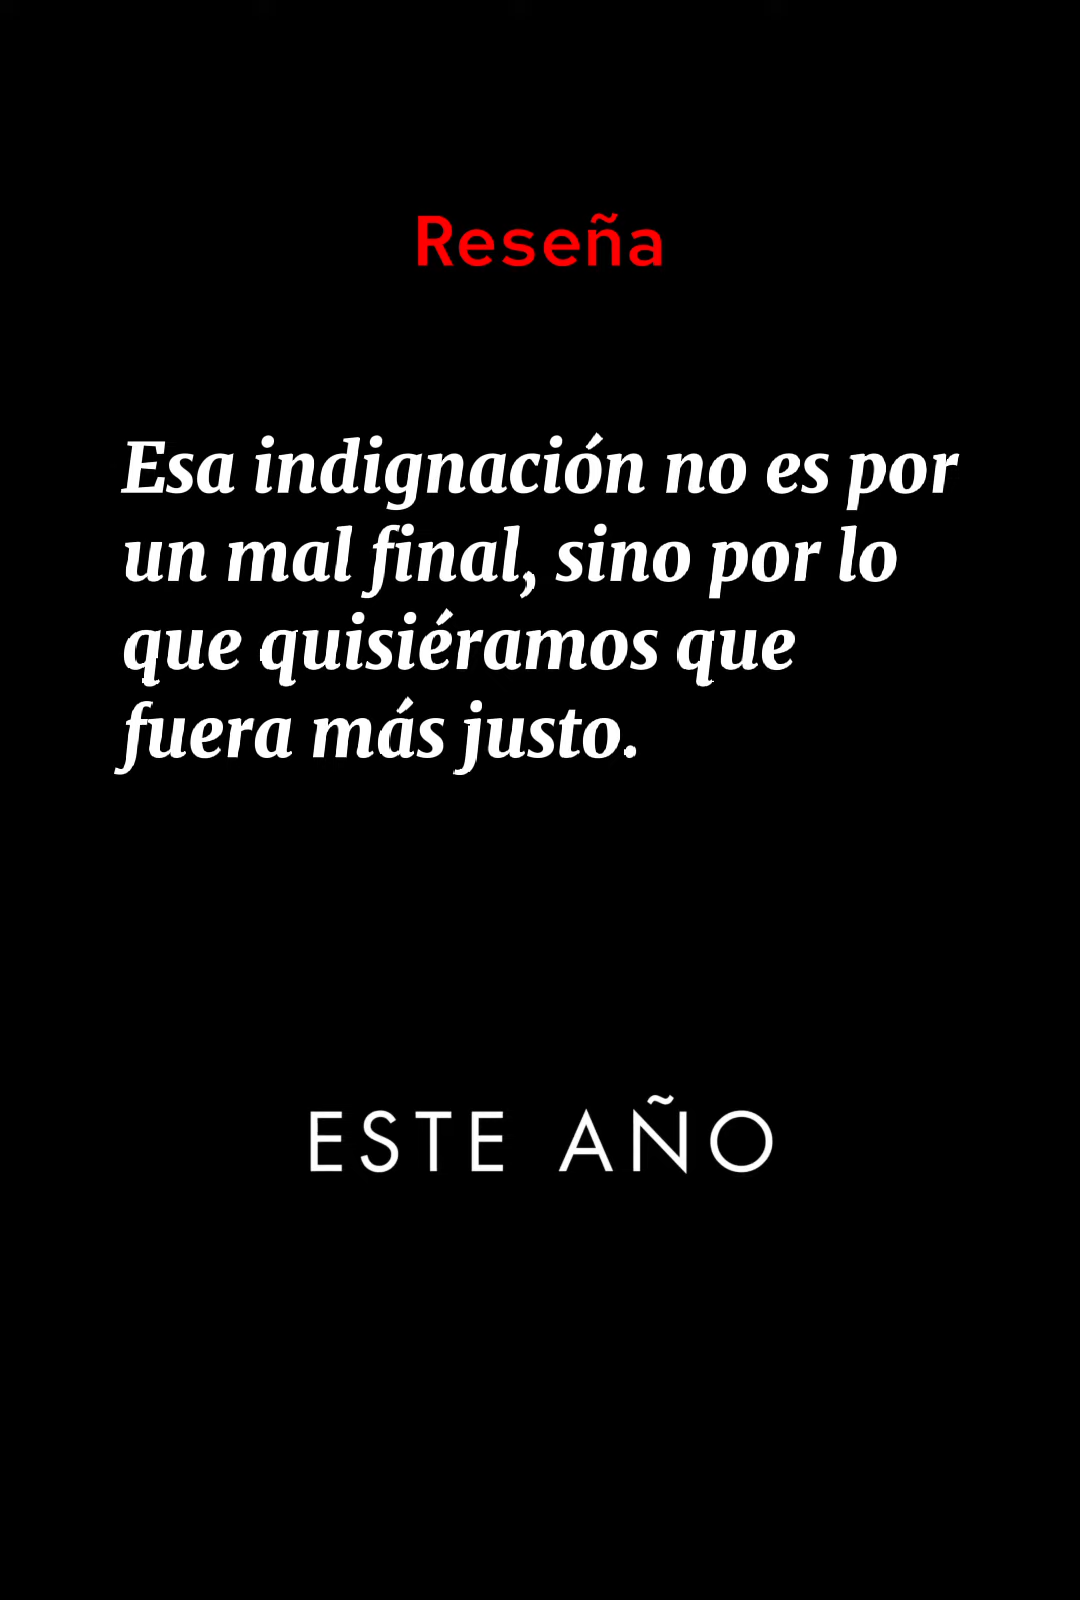 Reseña
Esa indignación no es por
un mal final, sino por lo
que quisiéramos que
fuera más justo.
ESTE AÑO